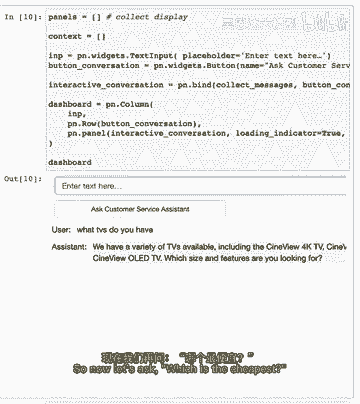 In [10]: panels = [] # collect display
context = []
inp = pn.widgets.TextInput( placeholder='Enter text here…')
button_conversation = pn.widgets.Button(name="Ask Customer Serv
interactive_conversation = pn.bind(collect_messages, button_con
dashboard = pn.Column(
inp,
pn.Row(button_conversation),
pn.panel(interactive_conversation, loading_indicator=True,
)
dashboard
Out[10]:
Enter text here…
Ask Customer Service Assistant
User: what tvs do you have
Assistant: We have a variety of TVs available, including the CineView 4K TV, CineV
CineView OLED TV. Which size and features are you looking for?
现在我们再问：“哪个最便宜？”
So now let's ask, "Which is the cheapest?"